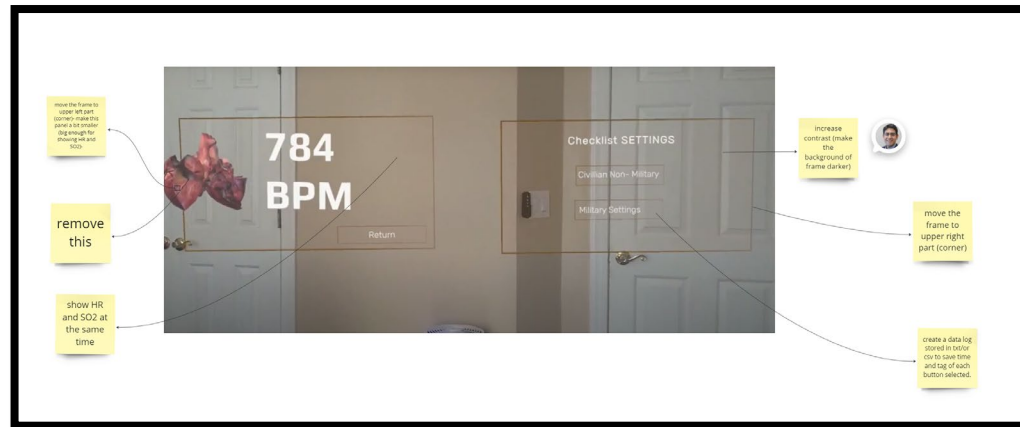 move the frame to
upper left part
(corner)- make this
panel a bit smaller
(big enough for
showing HR and
SO2)
remove
this
show HR
and SO2 at
the same
time
784
BPM
Return
Checklist SETTINGS
Civillian Non- Military
Military Settings
increase
contrast (make
the
background of
frame darker)
move the
frame to
upper right
part (corner)
create a data log
stored in txt/or
csv to save time
and tag of each
button selected.